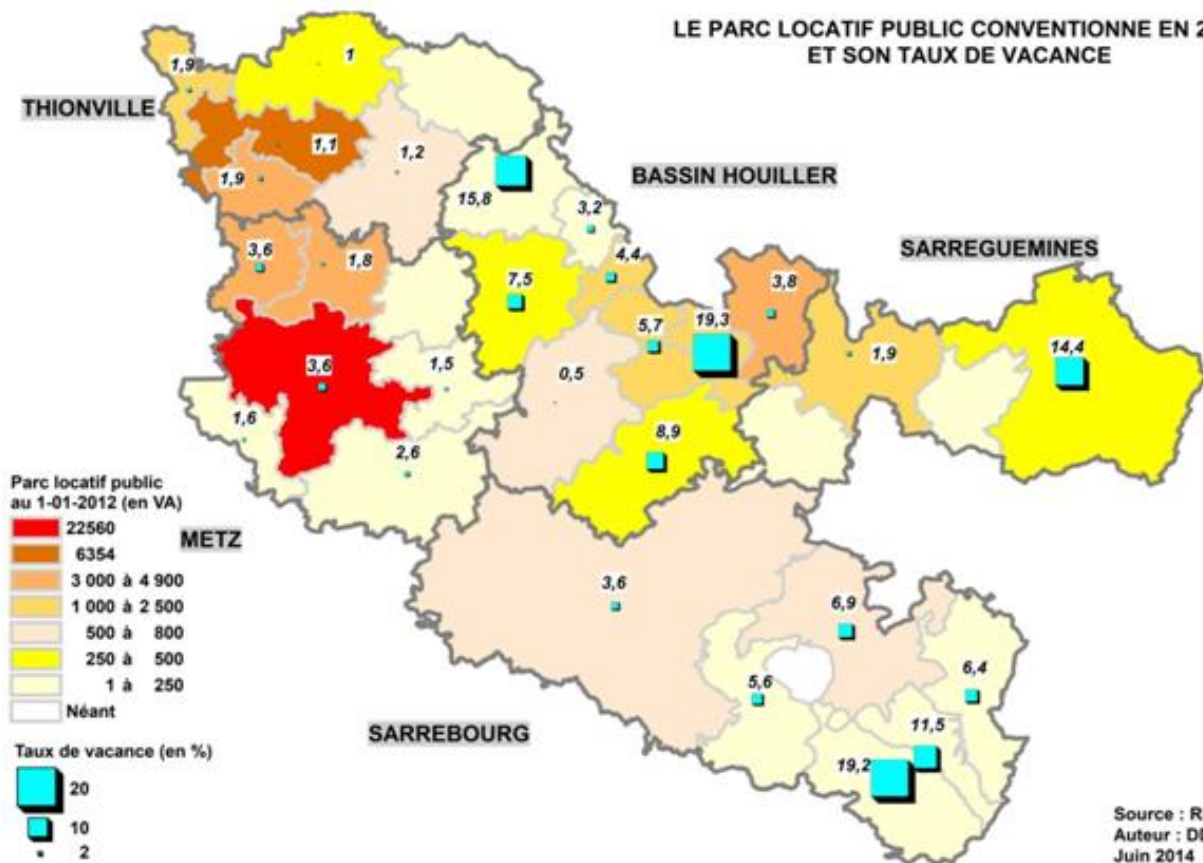 LE PARC LOCATIF PUBLIC CONVENTIONNE EN
ET SON TAUX DE VACANCE
1,9
1
THIONVILLE
1,1
1,2
1,9
BASSIN HOUILLER
15,8
3,2
SARREGUEMINES
3,6
1,8
4,4
7,5
3,8
5,7
19,3
1,9
14,4
3,6
1,5
0,5
1,6
2,6
8,9
Parc locatif public
au 1-01-2012 (en VA)
22560
6354
3 000 à 4 900
1 000 à 2 500
500 à 800
250 à 500
1 à 250
Néant
METZ
3,6
6,9
6,4
5,6
11,5
19,2
SARREBOURG
Taux de vacance (en %)
20
10
2
Source :
Auteur :
Juin 2014